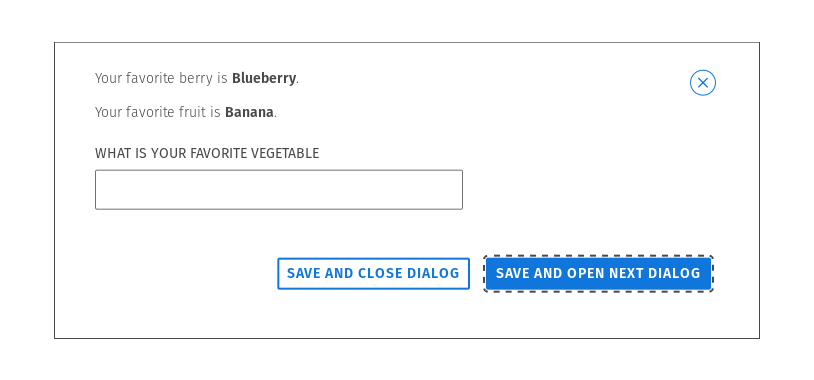 Your favorite berry is Blueberry.
Your favorite fruit is Banana.
WHAT IS YOUR FAVORITE VEGETABLE
SAVE AND CLOSE DIALOG
SAVE AND OPEN NEXT DIALOG